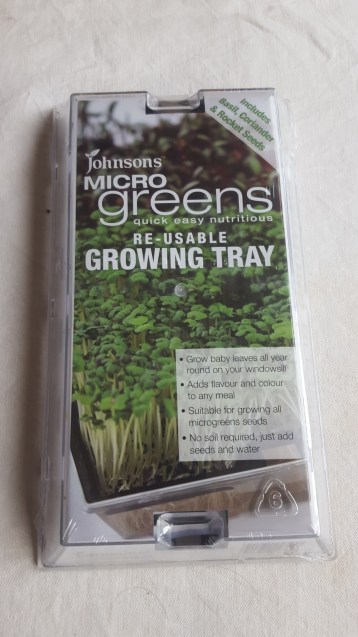 Includes
Basil, Coriander
& Rocket Seeds
Johnsons
MICRO
greens
quick easy nutritious
RE-USABLE
GROWING TRAY
• Grow baby leaves all year
round on your windowsill
• Adds flavour and colour
to any meal
• Suitable for growing all
microgreens seeds
• No soil required, just add
seeds and water
6